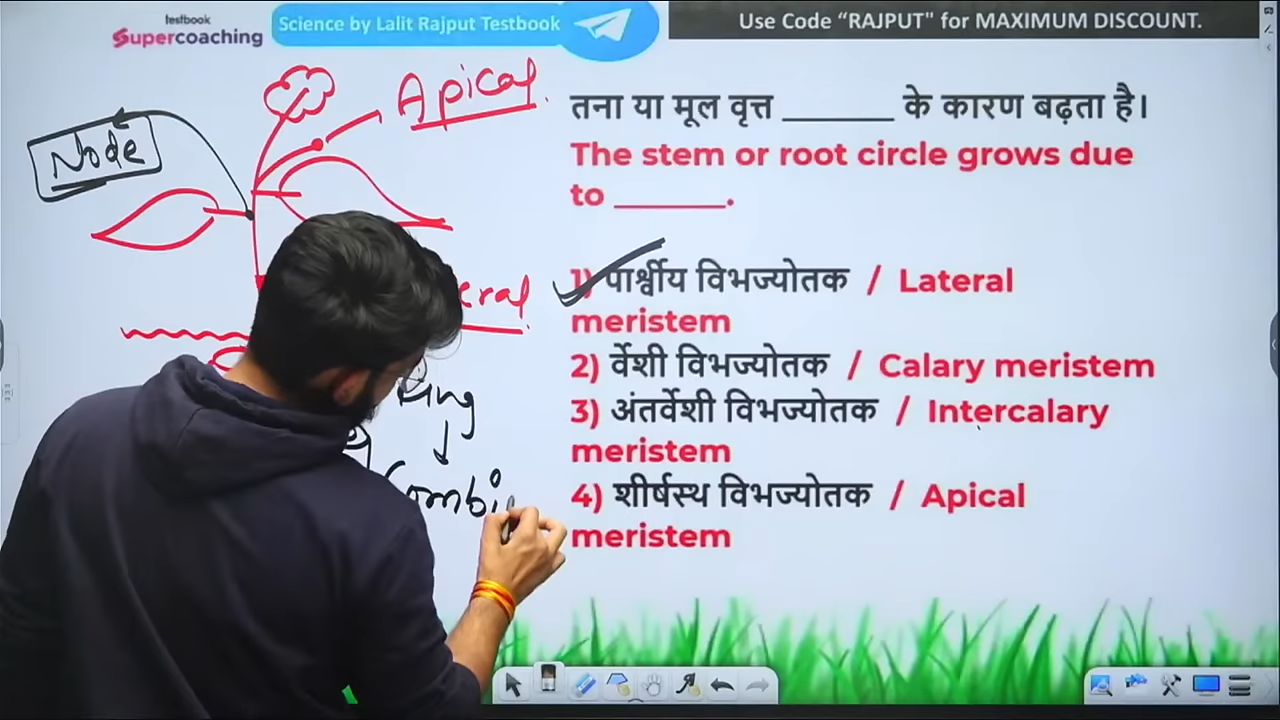 testbook
Supercoaching
Science by Lalit Rajput Testbook
Use Code “RAJPUT" for MAXIMUM DISCOUNT.
Apical
Node
तना या मूल वृत्त ______ के कारण बढ़ता है।
The stem or root circle grows due
to ______.
1) पार्श्वीय विभज्योतक / Lateral
meristem
2) र्वेशी विभज्योतक / Calary meristem
3) अंतर्वेशी विभज्योतक / Intercalary
meristem
4) शीर्षस्थ विभज्योतक / Apical
meristem